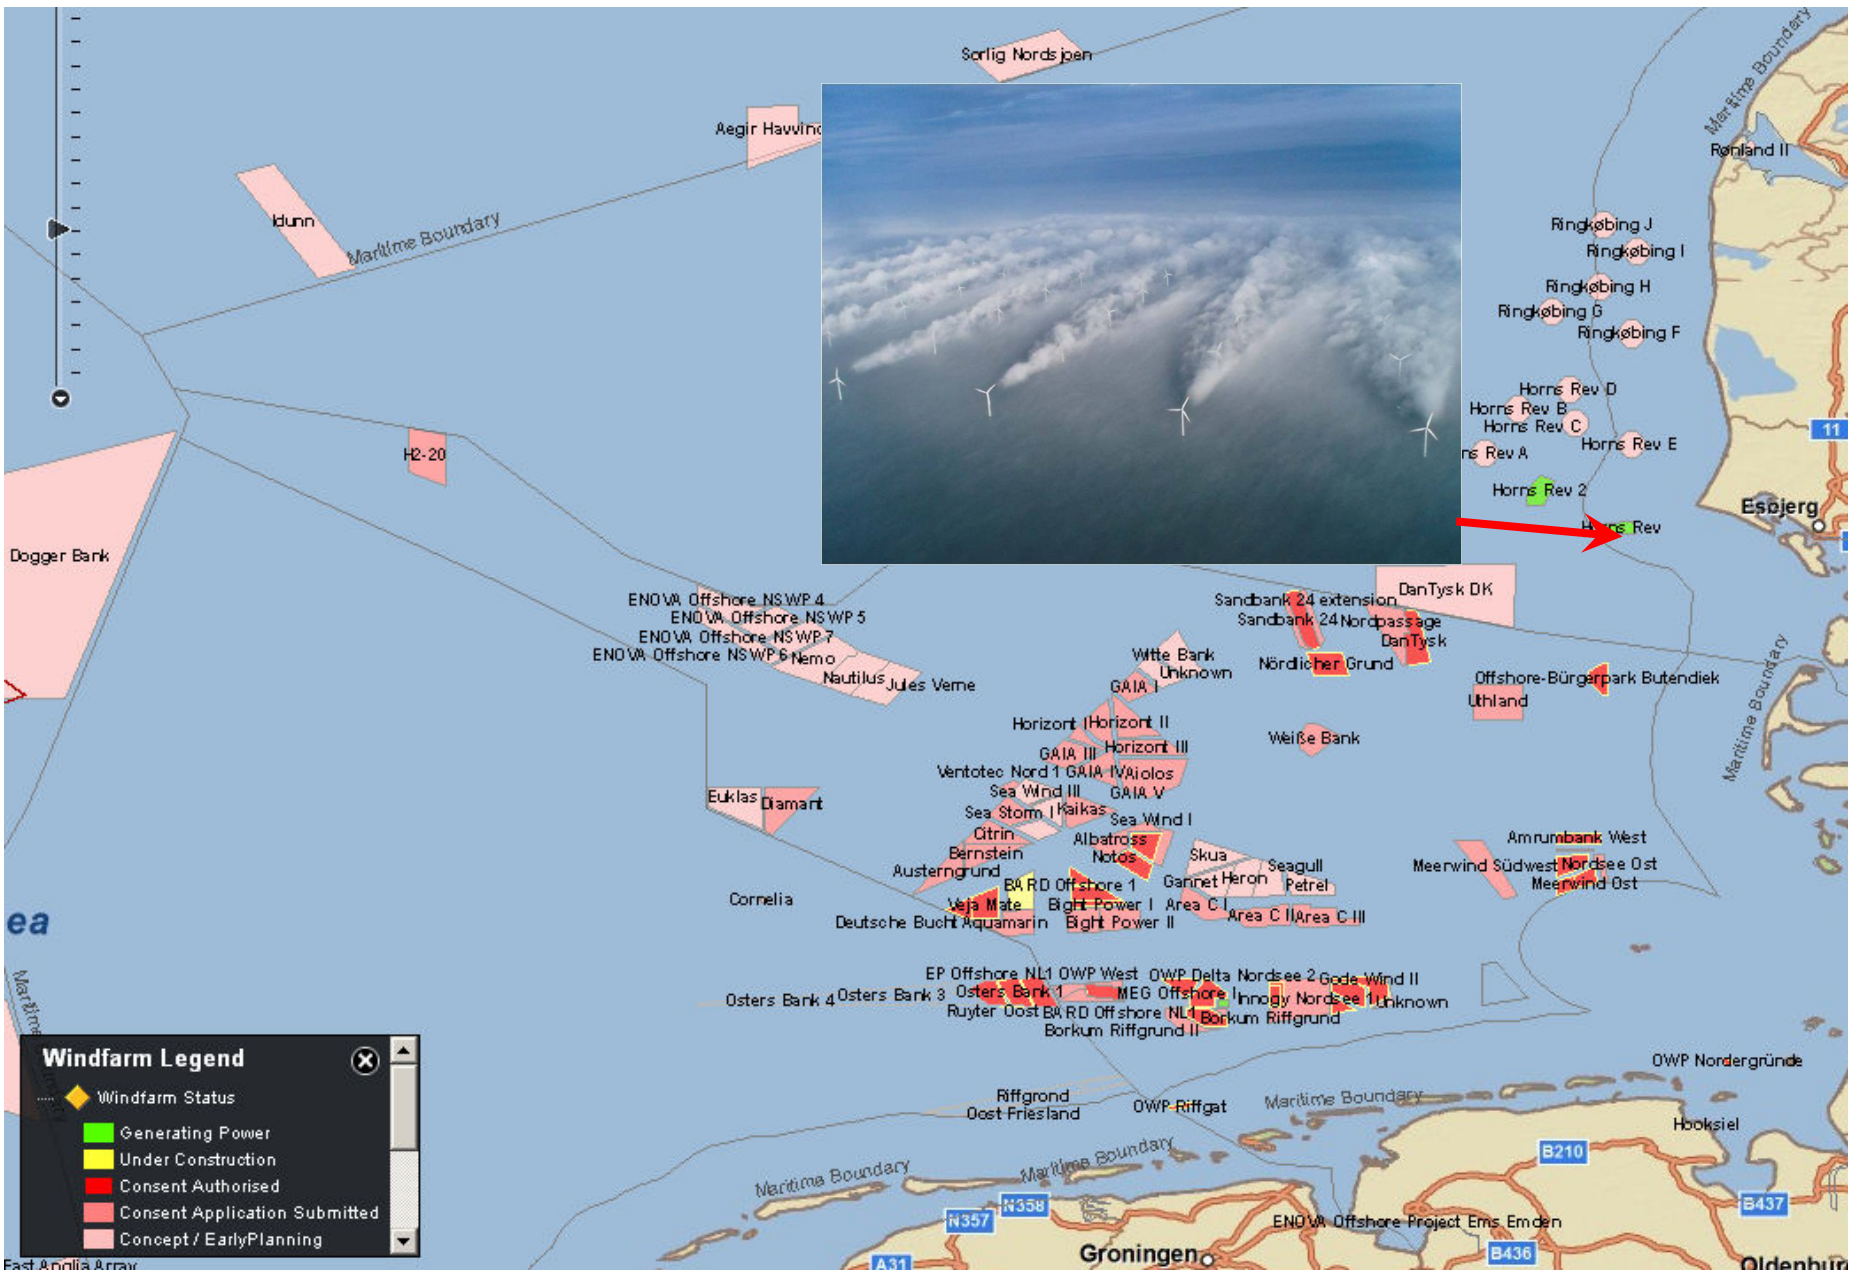 Sorlig Nordsjoen
Maritime Boundary
Aegir Havvind
Rønland II
Idunn
Maritime Boundary
Ringkøbing J
Ringkøbing I
Ringkøbing H
Ringkøbing G
Ringkøbing F
Horns Rev D
Horns Rev B
Horns Rev C
11
Horns Rev E
ns Rev A
H2-20
Horns Rev 2
Esbjerg
Horns Rev
Dogger Bank
DanTysk DK
ENOVA Offshore NSWP 4
Sandbank 24 extension
ENOVA Offshore NSWP 5
Sandbank 24 Nordpassage
ENOVA Offshore NSWP 7
DanTysk
ENOVA Offshore NSWP 6 Nemo
Witte Bank
Nördlicher Grund
Unknown
Nautilus Jules Verne
GAIA I
Offshore-Bürgerpark Butendiek
Uthland
Maritime Boundary
Horizont I Horizont II
Weiße Bank
GAIA III Horizont III
Ventotec Nord 1 GAIA IV Aiolos
Sea Wind III GAIA V
Euklas Diamant
Sea Storm I Kaikas
Sea Wind I
Citrin
Albatross
Amrumbank West
Bernstein
Notos
Skua
Seagull
Meerwind Südwest Nordsee Ost
Austerngrund
Gannet Heron Petrel
Meerwind Ost
BARD Offshore 1
Cornelia
Veja Mate Bight Power I Area C I
Area C II Area C III
Deutsche Bucht Aquamarin Bight Power II
ea
Maritime
EP Offshore NL1 OWP West OWP Delta Nordsee 2 Gode Wind II
Osters Bank 4 Osters Bank 3 Osters Bank 1 MEG Offshore I Innogy Nordsee 1 Unknown
Ruyter Oost BARD Offshore NL1 Borkum Riffgrund
Borkum Riffgrund II
Windfarm Legend
OWP Nordergründe
Windfarm Status
Riffgrond
OWP Riffgat
Maritime Boundary
Oost Friesland
Hooksiel
Generating Power
Under Construction
Maritime Boundary
Maritime Boundary
B210
Consent Authorised
N358
B437
Consent Application Submitted
N357
ENOVA Offshore Project Ems Emden
Concept / EarlyPlanning
Groningen
B436
A31
Oldenbur
East Anglia Array